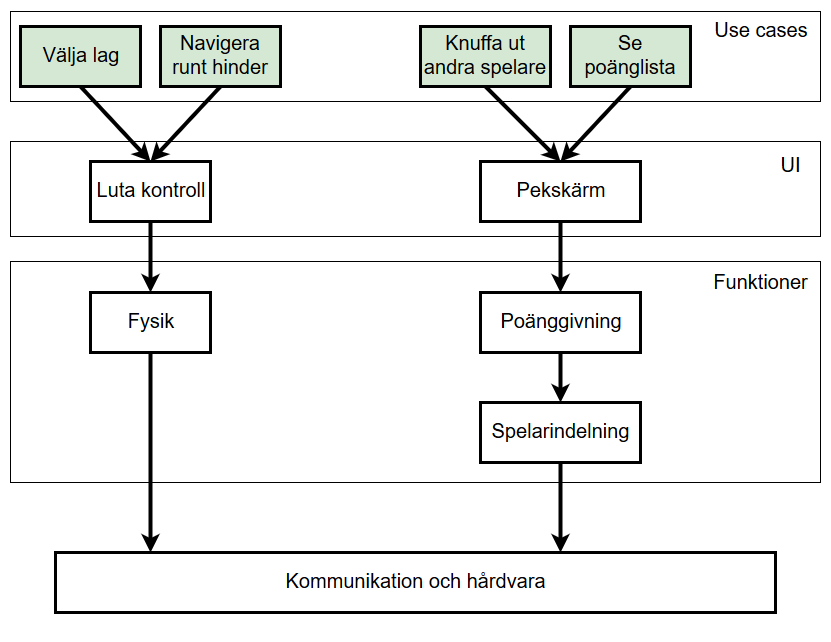 Use cases
Välja lag
Navigera
runt hinder
Knuffa ut
andra spelare
Se
poänglista
UI
Luta kontroll
Pekskärm
Funktioner
Fysik
Poänggivning
Spelarindelning
Kommunikation och hårdvara